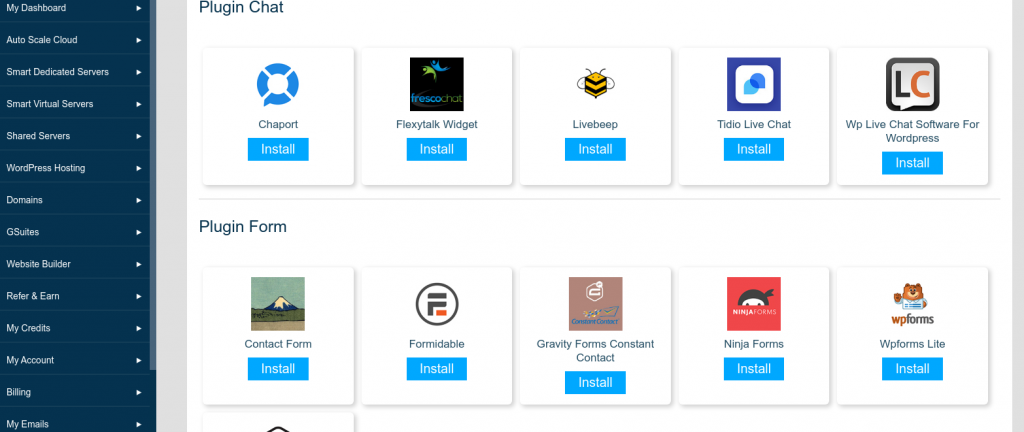 My Dashboard
Auto Scale Cloud
Smart Dedicated Servers
Smart Virtual Servers
Shared Servers
WordPress Hosting
Domains
GSuites
Website Builder
Refer & Earn
My Credits
My Account
Billing
My Emails
Plugin Chat
frescochat
LC
Chaport
Flexytalk Widget
Livebeep
Tidio Live Chat
Wp Live Chat Software For
Wordpress
Install
Install
Install
Install
Install
Plugin Form
Constant Contact
NINJAFORMS
wpforms
Contact Form
Formidable
Gravity Forms Constant
Contact
Ninja Forms
Wpforms Lite
Install
Install
Install
Install
Install